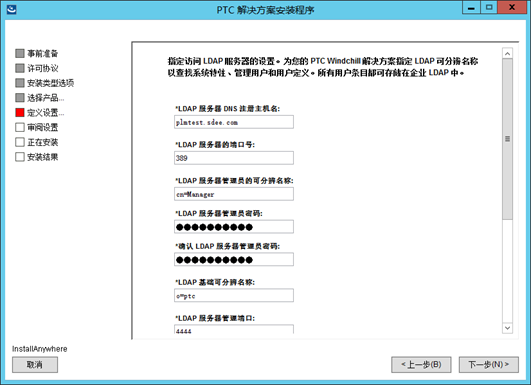 PTC 解决方案安装程序
事前准备
许可协议
安装类型选项
选择产品...
定义设置...
审阅设置
正在安装
安装结果
指定访问 LDAP 服务器的设置。为您的 PTC Windchill 解决方案指定 LDAP 可分辨名称
以查找系统特性、管理用户和用户定义。所有用户条目都可存储在企业 LDAP 中。
*LDAP 服务器 DNS 注册主机名:
plmtest.sdee.com
*LDAP 服务器的端口号:
389
*LDAP 服务器管理员的可分辨名称:
cn=Manager
*LDAP 服务器管理员密码:
●●●●●●●●●●
*确认 LDAP 服务器管理员密码:
●●●●●●●●●●
*LDAP 基础可分辨名称:
o=ptc
*LDAP 服务器管理端口:
4444
InstallAnywhere
取消
<上一步(B)
下一步(N)>